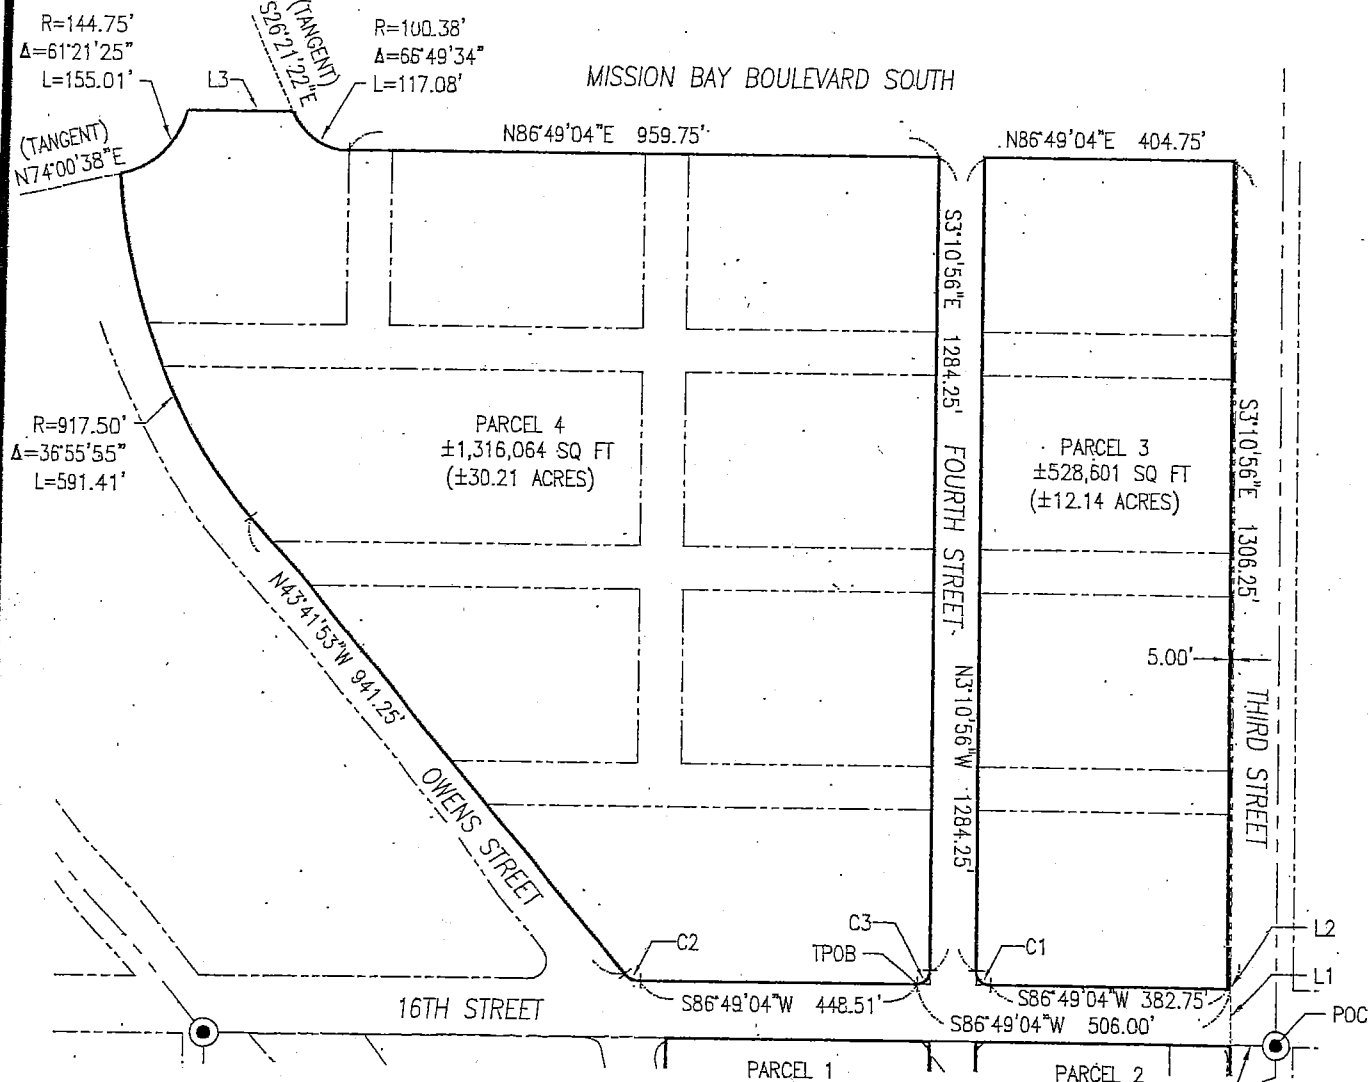 R=144.75'
Δ=61°21'25"
L=155.01'
L3
(TANGENT)
S26°21'22"E
R=100.38'
Δ=66°49'34"
L=117.08'
MISSION BAY BOULEVARD SOUTH
(TANGENT)
N74°00'38"E
N86°49'04"E 959.75'
N86°49'04"E 404.75'
S3°10'56"E 1284.25'
R=917.50'
Δ=36°55'55"
L=591.41'
PARCEL 4
±1,316,064 SQ FT
(±30.21 ACRES)
FOURTH STREET
PARCEL 3
±528,601 SQ FT
(±12.14 ACRES)
S3°10'56"E 1306.25'
N43°41'53"W 941.25'
N3°10'56"W 1284.25'
5.00'
THIRD STREET
OWENS STREET
C2
C3
TPOB
C1
L2
L1
16TH STREET
S86°49'04"W 448.51'
S86°49'04"W 382.75'
S86°49'04"W 506.00'
POC
PARCEL 1
PARCEL 2